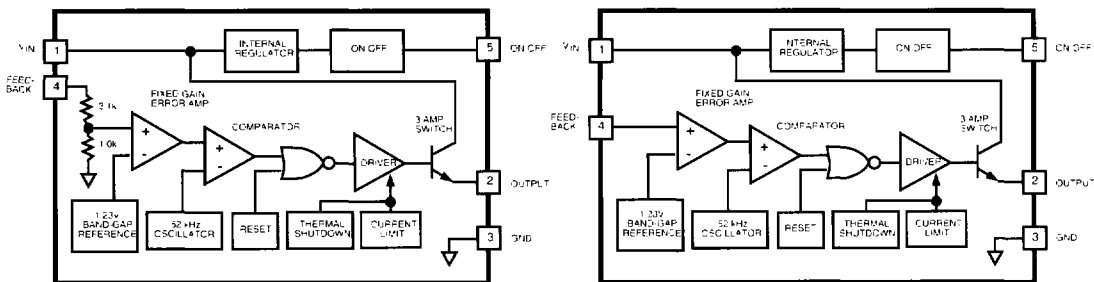 VIN
1
INTERNAL
REGULATOR
ON OFF
5
ON OFF
FEED-
BACK
4
3.1k
1.0k
FIXED GAIN
ERROR AMP
+
-
COMPARATOR
+
-
3 AMP
SWITCH
DRIVER
2
OUTPUT
1.23V
BAND-GAP
REFERENCE
52 kHz
OSCILLATOR
RESET
THERMAL
SHUTDOWN
CURRENT
LIMIT
3
GND
VIN
1
INTERNAL
REGULATOR
ON OFF
5
ON OFF
FEED-
BACK
4
FIXED GAIN
ERROR AMP
+
-
COMPARATOR
+
-
3 AMP
SWITCH
DRIVER
2
OUTPUT
1.23V
BAND-GAP
REFERENCE
52 kHz
OSCILLATOR
RESET
THERMAL
SHUTDOWN
CURRENT
LIMIT
3
GND